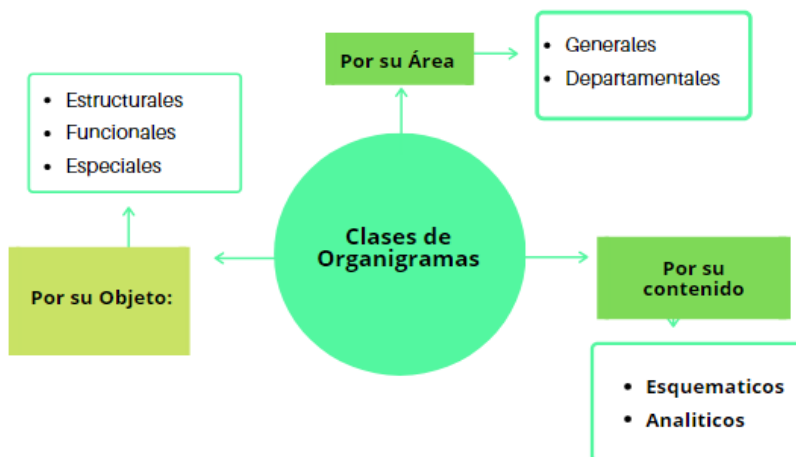 Por su Área
Generales
Departamentales
Estructurales
Funcionales
Especiales
Clases de
Organigramas
Por su Objeto:
Por su
contenido
Esquematicos
Analiticos